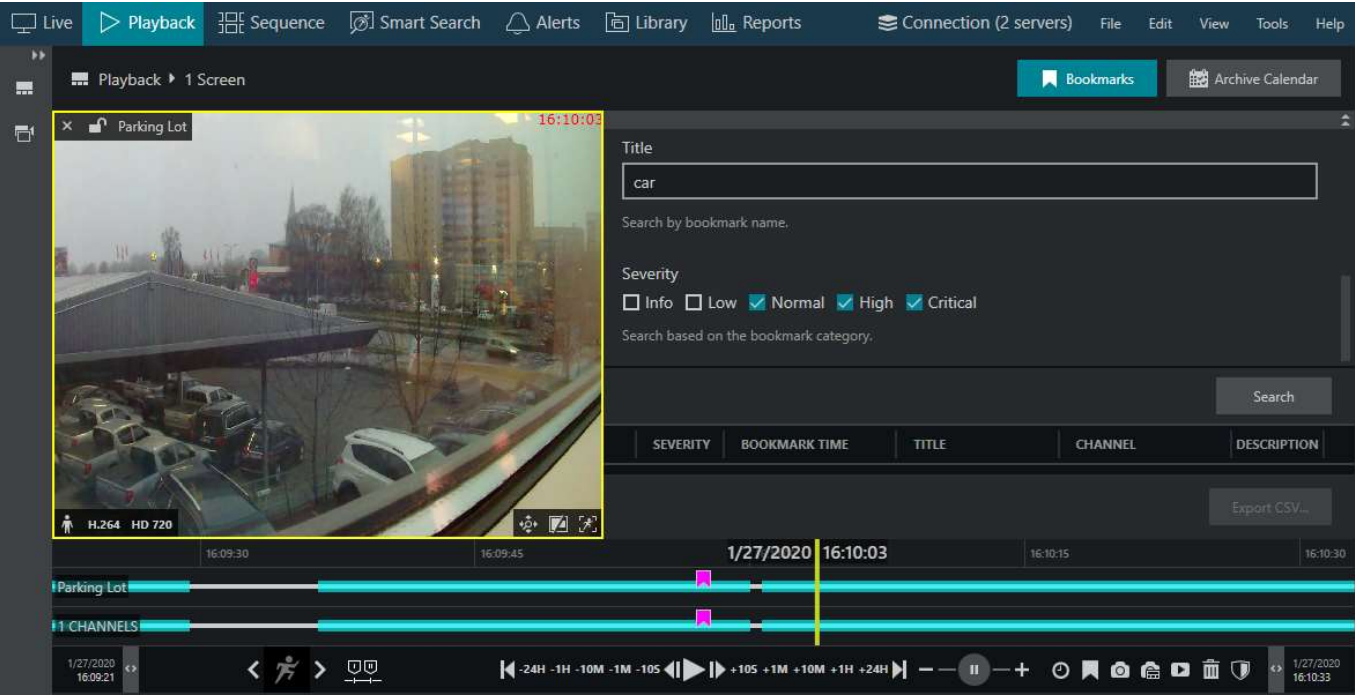 Live Playback Sequence Smart Search Alerts Library Reports Connection (2 servers) File Edit View Tools Help
Playback 1 Screen Bookmarks Archive Calendar
Parking Lot 16:10:03
Title
car
Search by bookmark name.
Severity
Info Low Normal High Critical
Search based on the bookmark category.
Search
SEVERITY BOOKMARK TIME TITLE CHANNEL DESCRIPTION
Export CSV...
H.264 HD 720
16:09:30 16:09:45 1/27/2020 16:10:03 16:10:15 16:10:30
Parking Lot
1 CHANNELS
1/27/2020 -24H -1H -10M -1M -10S +10S +1M +10M +1H +24H 1/27/2020
16:09:21 16:10:33